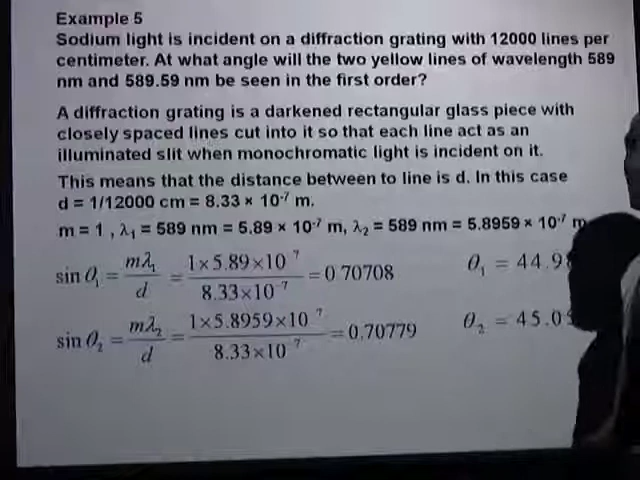 Example 5
Sodium light is incident on a diffraction grating with 12000 lines per
centimeter. At what angle will the two yellow lines of wavelength 589
nm and 589.59 nm be seen in the first order?
A diffraction grating is a darkened rectangular glass piece with
closely spaced lines cut into it so that each line act as an
illuminated slit when monochromatic light is incident on it.
This means that the distance between to line is d. In this case
d = 1/12000 cm = 8.33 × 10⁻⁷ m.
m = 1 , λ₁ = 589 nm = 5.89 × 10⁻⁷ m, λ₂ = 589 nm = 5.8959 × 10⁻⁷ m
sin θ₁ = mλ₁/d = 1×5.89×10⁻⁷/8.33×10⁻⁷ = 0.70708 θ₁ = 44.9
sin θ₂ = mλ₂/d = 1×5.8959×10⁻⁷/8.33×10⁻⁷ = 0.70779 θ₂ = 45.0